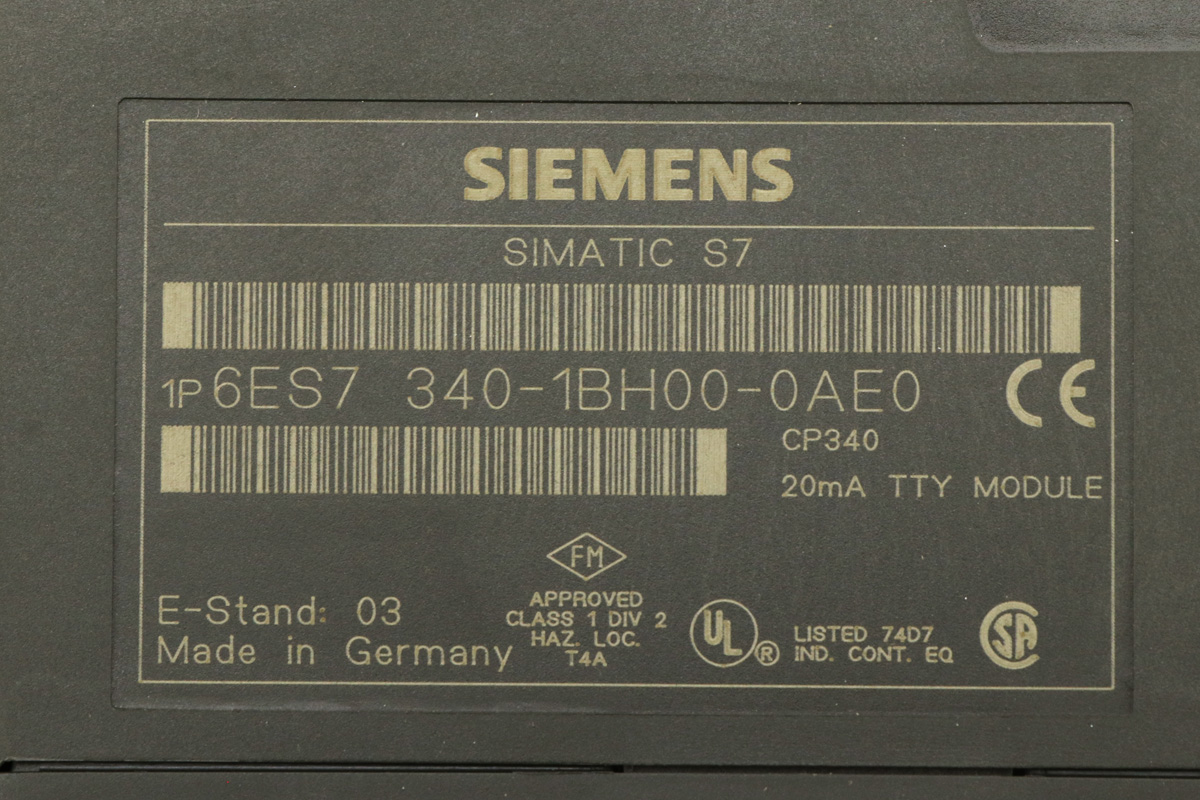 SIEMENS
SIMATIC S7
1P 6ES7 340-1BH00-0AE0
CE
CP340
20mA TTY MODULE
FM
APPROVED
CLASS 1 DIV 2
HAZ. LOC.
T4A
E-Stand: 03
Made in Germany
UL ®
LISTED 74D7
IND. CONT. EQ
SA